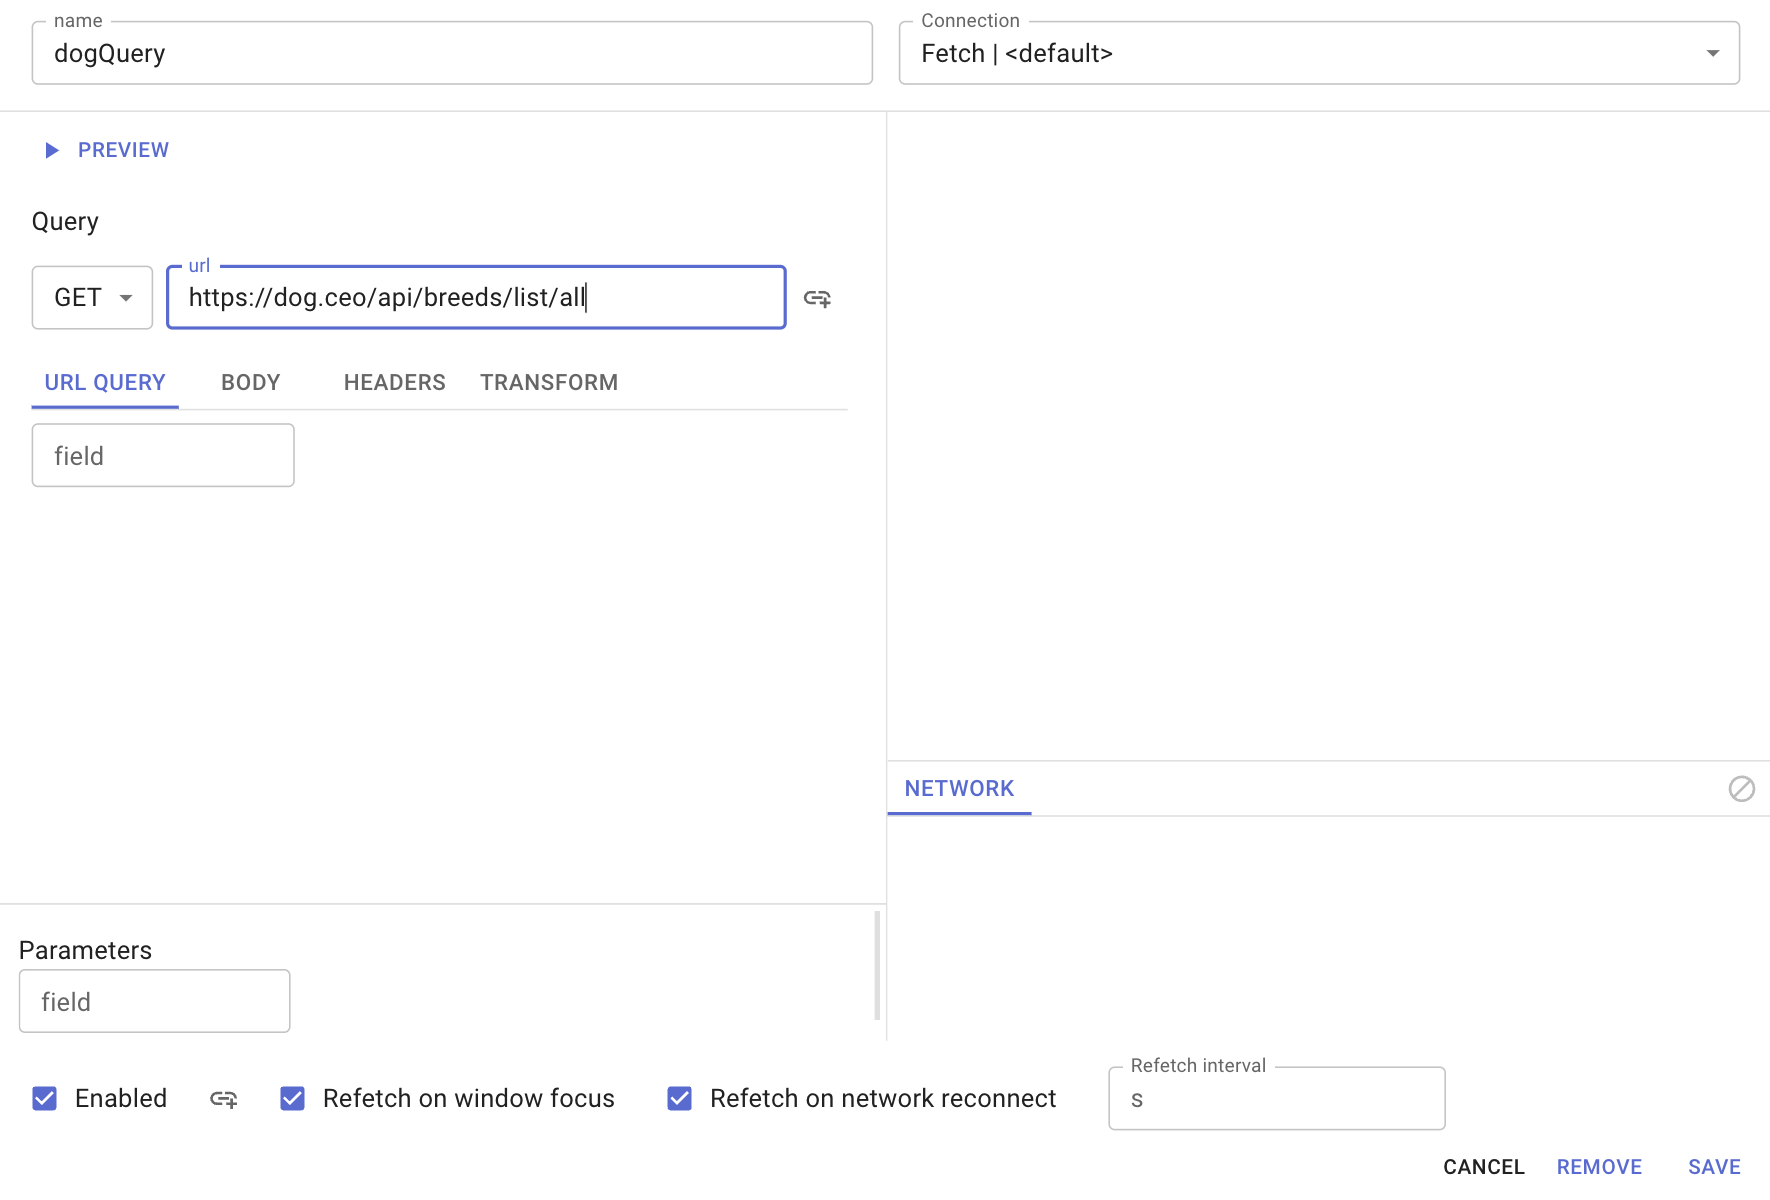 name
dogQuery
Connection
Fetch | <default>
PREVIEW
Query
GET
url
https://dog.ceo/api/breeds/list/all
URL QUERY BODY HEADERS TRANSFORM
field
NETWORK
Parameters
field
Enabled Refetch on window focus Refetch on network reconnect
Refetch interval
s
CANCEL REMOVE SAVE